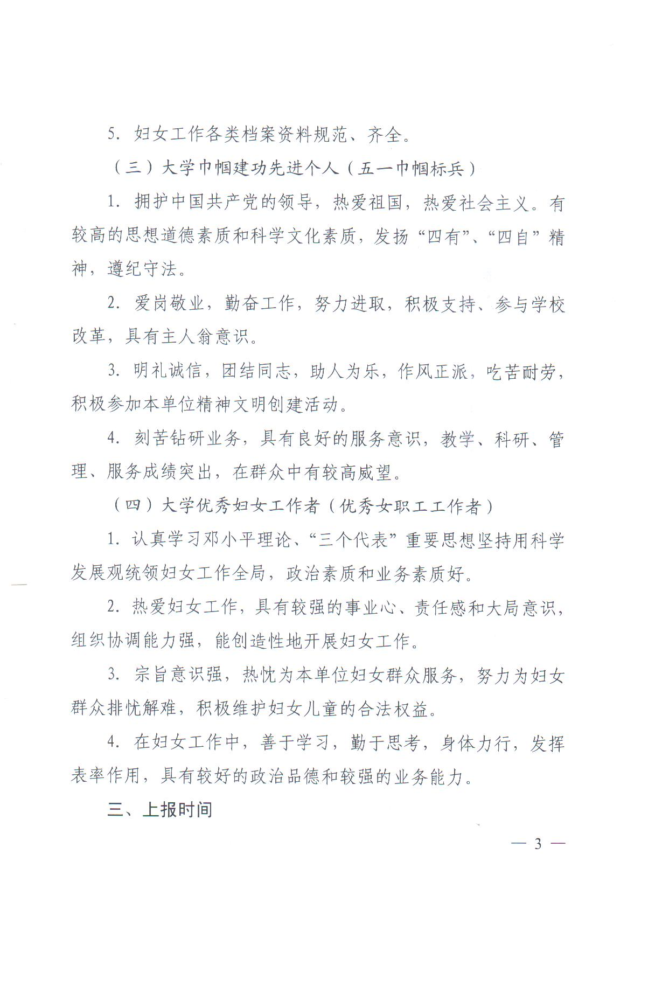 5. 妇女工作各类档案资料规范、齐全。
（三）大学巾帼建功先进个人（五一巾帼标兵）
1. 拥护中国共产党的领导，热爱祖国，热爱社会主义。有
较高的思想道德素质和科学文化素质，发扬“四有”、“四自”精
神，遵纪守法。
2. 爱岗敬业，勤奋工作，努力进取，积极支持、参与学校
改革，具有主人翁意识。
3. 明礼诚信，团结同志，助人为乐，作风正派，吃苦耐劳，
积极参加本单位精神文明创建活动。
4. 刻苦钻研业务，具有良好的服务意识，教学、科研、管
理、服务成绩突出，在群众中有较高威望。
（四）大学优秀妇女工作者（优秀女职工工作者）
1. 认真学习邓小平理论、“三个代表”重要思想坚持用科学
发展观统领妇女工作全局，政治素质和业务素质好。
2. 热爱妇女工作，具有较强的事业心、责任感和大局意识，
组织协调能力强，能创造性地开展妇女工作。
3. 宗旨意识强，热忱为本单位妇女群众服务，努力为妇女
群众排忧解难，积极维护妇女儿童的合法权益。
4. 在妇女工作中，善于学习，勤于思考，身体力行，发挥
表率作用，具有较好的政治品德和较强的业务能力。
三、上报时间
— 3 —